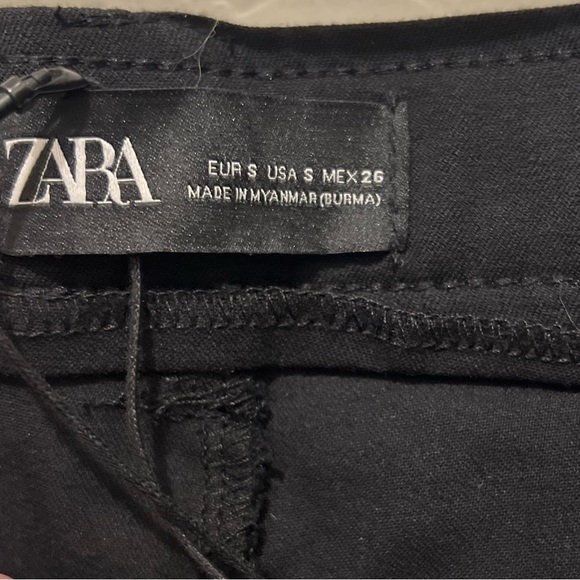 ZARA
EUR S USA S MEX 26
MADE IN MYANMAR (BURMA)